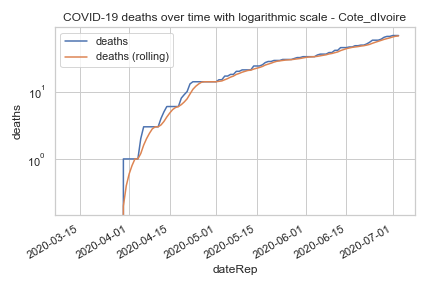 COVID-19 deaths over time with logarithmic scale - Cote_dIvoire
deaths
deaths (rolling)
10¹
10⁰
deaths
2020-03-15
2020-04-01
2020-04-15
2020-05-01
2020-05-15
2020-06-01
2020-06-15
2020-07-01
dateRep